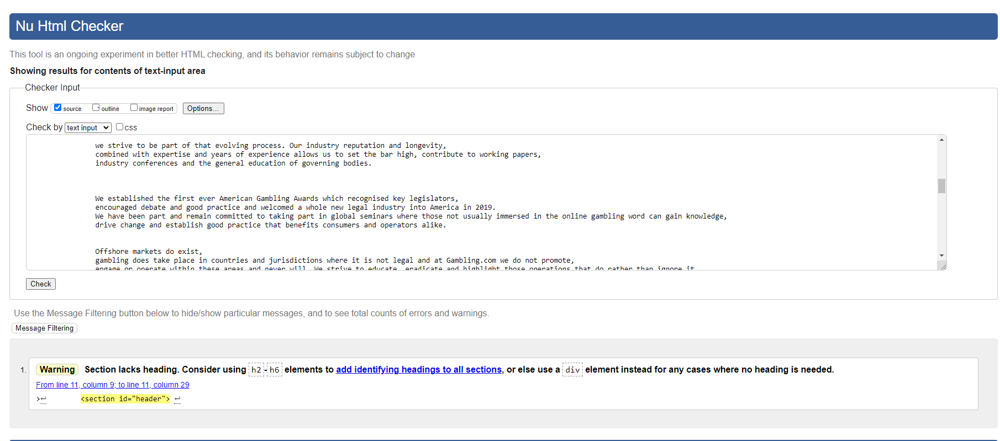 Nu Html Checker
This tool is an ongoing experiment in better HTML checking, and its behavior remains subject to change
Showing results for contents of text-input area
Checker Input
Show source outline image report Options...
Check by text input css
we strive to be part of that evolving process. Our industry reputation and longevity,
combined with expertise and years of experience allows us to set the bar high, contribute to working papers,
industry conferences and the general education of governing bodies.
We established the first ever American Gambling Awards which recognised key legislators,
encouraged debate and good practice and welcomed a whole new legal industry into America in 2019.
We have been part and remain committed to taking part in global seminars where those not usually immersed in the online gambling word can gain knowledge,
drive change and establish good practice that benefits consumers and operators alike.
Offshore markets do exist,
gambling does take place in countries and jurisdictions where it is not legal and at Gambling.com we do not promote,
engage or operate within these areas and never will. We strive to educate, eradicate and highlight those operations that do rather than ignore it
Check
Use the Message Filtering button below to hide/show particular messages, and to see total counts of errors and warnings.
Message Filtering
1. Warning Section lacks heading. Consider using h2-h6 elements to add identifying headings to all sections, or else use a div element instead for any cases where no heading is needed.
From line 11, column 9; to line 11, column 29
>↩ <section id="header"> ↩